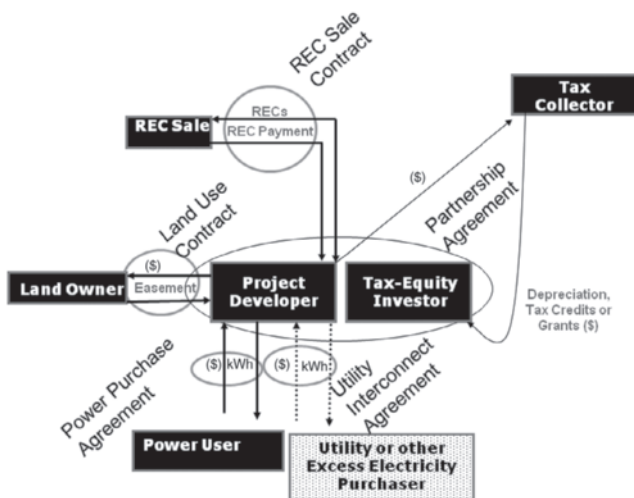 REC Sale
Contract
Tax
Collector
RECs
REC Sale
REC Payment
($)
Partnership
Agreement
Land Use
Contract
($)
Land Owner
Easement
Project
Developer
Tax-Equity
Investor
Depreciation,
Tax Credits or
Grants ($)
Power Purchase
Agreement
($)
kWh
($)
kWh
Utility
Interconnect
Agreement
Power User
Utility or other
Excess Electricity
Purchaser